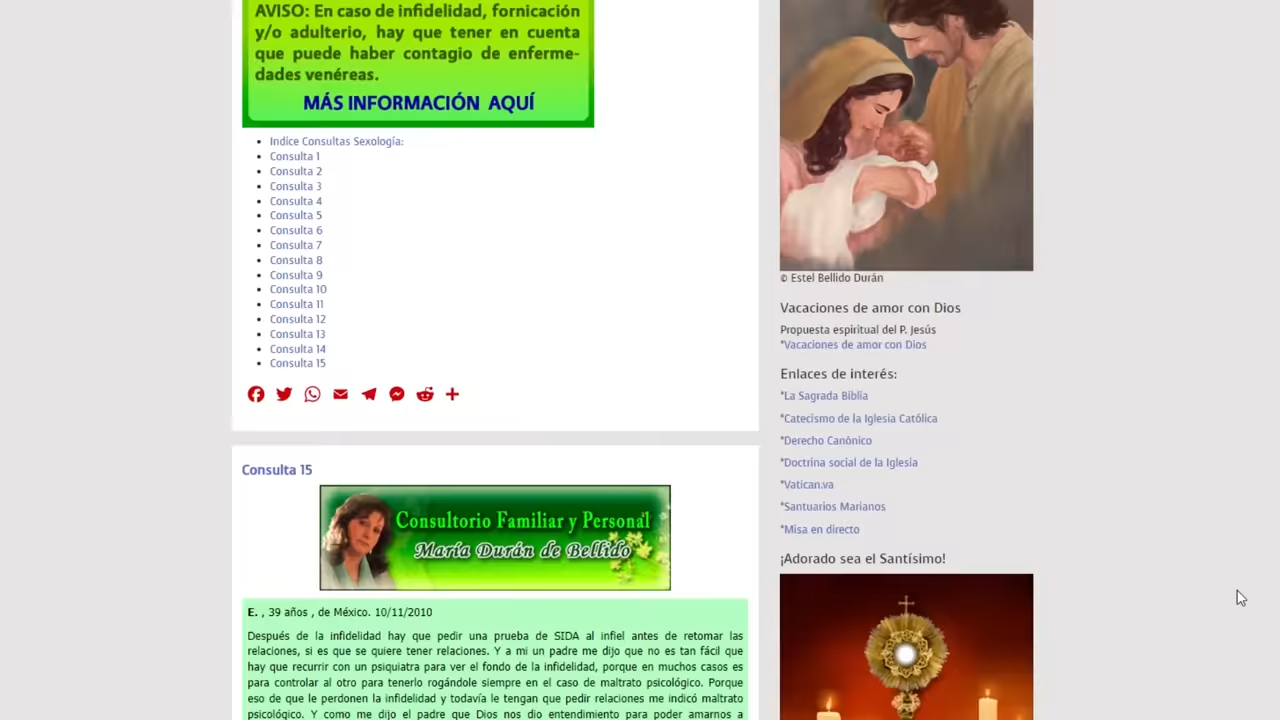 AVISO: En caso de infidelidad, fornicación
y/o adulterio, hay que tener en cuenta
que puede haber contagio de enferme-
dades venéreas.
MÁS INFORMACIÓN AQUÍ
Indice Consultas Sexología:
Consulta 1
Consulta 2
Consulta 3
Consulta 4
Consulta 5
Consulta 6
Consulta 7
Consulta 8
Consulta 9
Consulta 10
Consulta 11
Consulta 12
Consulta 13
Consulta 14
Consulta 15
Consulta 15
Consultorio Familiar y Personal
María Durán de Bellido
E. , 39 años , de México. 10/11/2010
Después de la infidelidad hay que pedir una prueba de SIDA al infiel antes de retomar las
relaciones, si es que se quiere tener relaciones. Y a mi un padre me dijo que no es tan fácil que
hay que recurrir con un psiquiatra para ver el fondo de la infidelidad, porque en muchos casos es
para controlar al otro para tenerlo rogándole siempre en el caso de maltrato psicológico. Porque
eso de que le perdonen la infidelidad y todavía le tengan que pedir relaciones me indicó maltrato
psicológico. Y como me dijo el padre que Dios nos dio entendimiento para poder amarnos a
© Estel Bellido Durán
Vacaciones de amor con Dios
Propuesta espiritual del P. Jesús
*Vacaciones de amor con Dios
Enlaces de interés:
*La Sagrada Biblia
*Catecismo de la Iglesia Católica
*Derecho Canónico
*Doctrina social de la Iglesia
*Vatican.va
*Santuarios Marianos
*Misa en directo
¡Adorado sea el Santísimo!